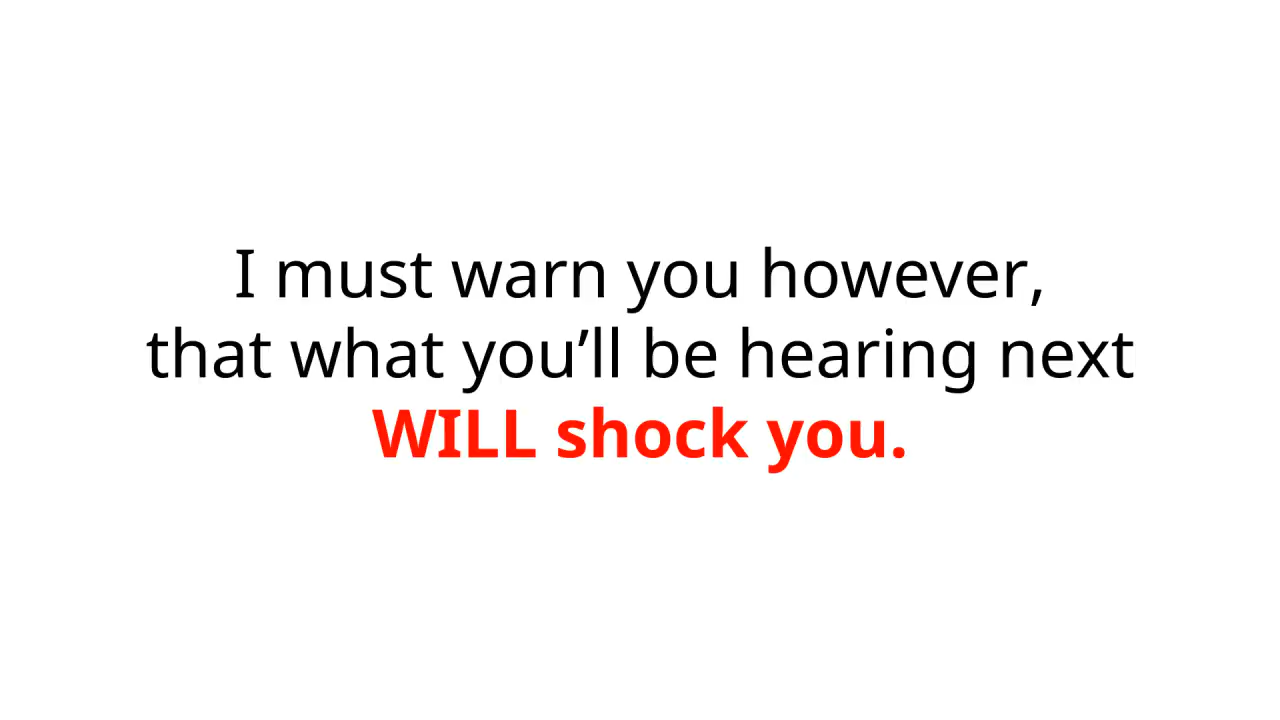 I must warn you however,
that what you’ll be hearing next
WILL shock you.